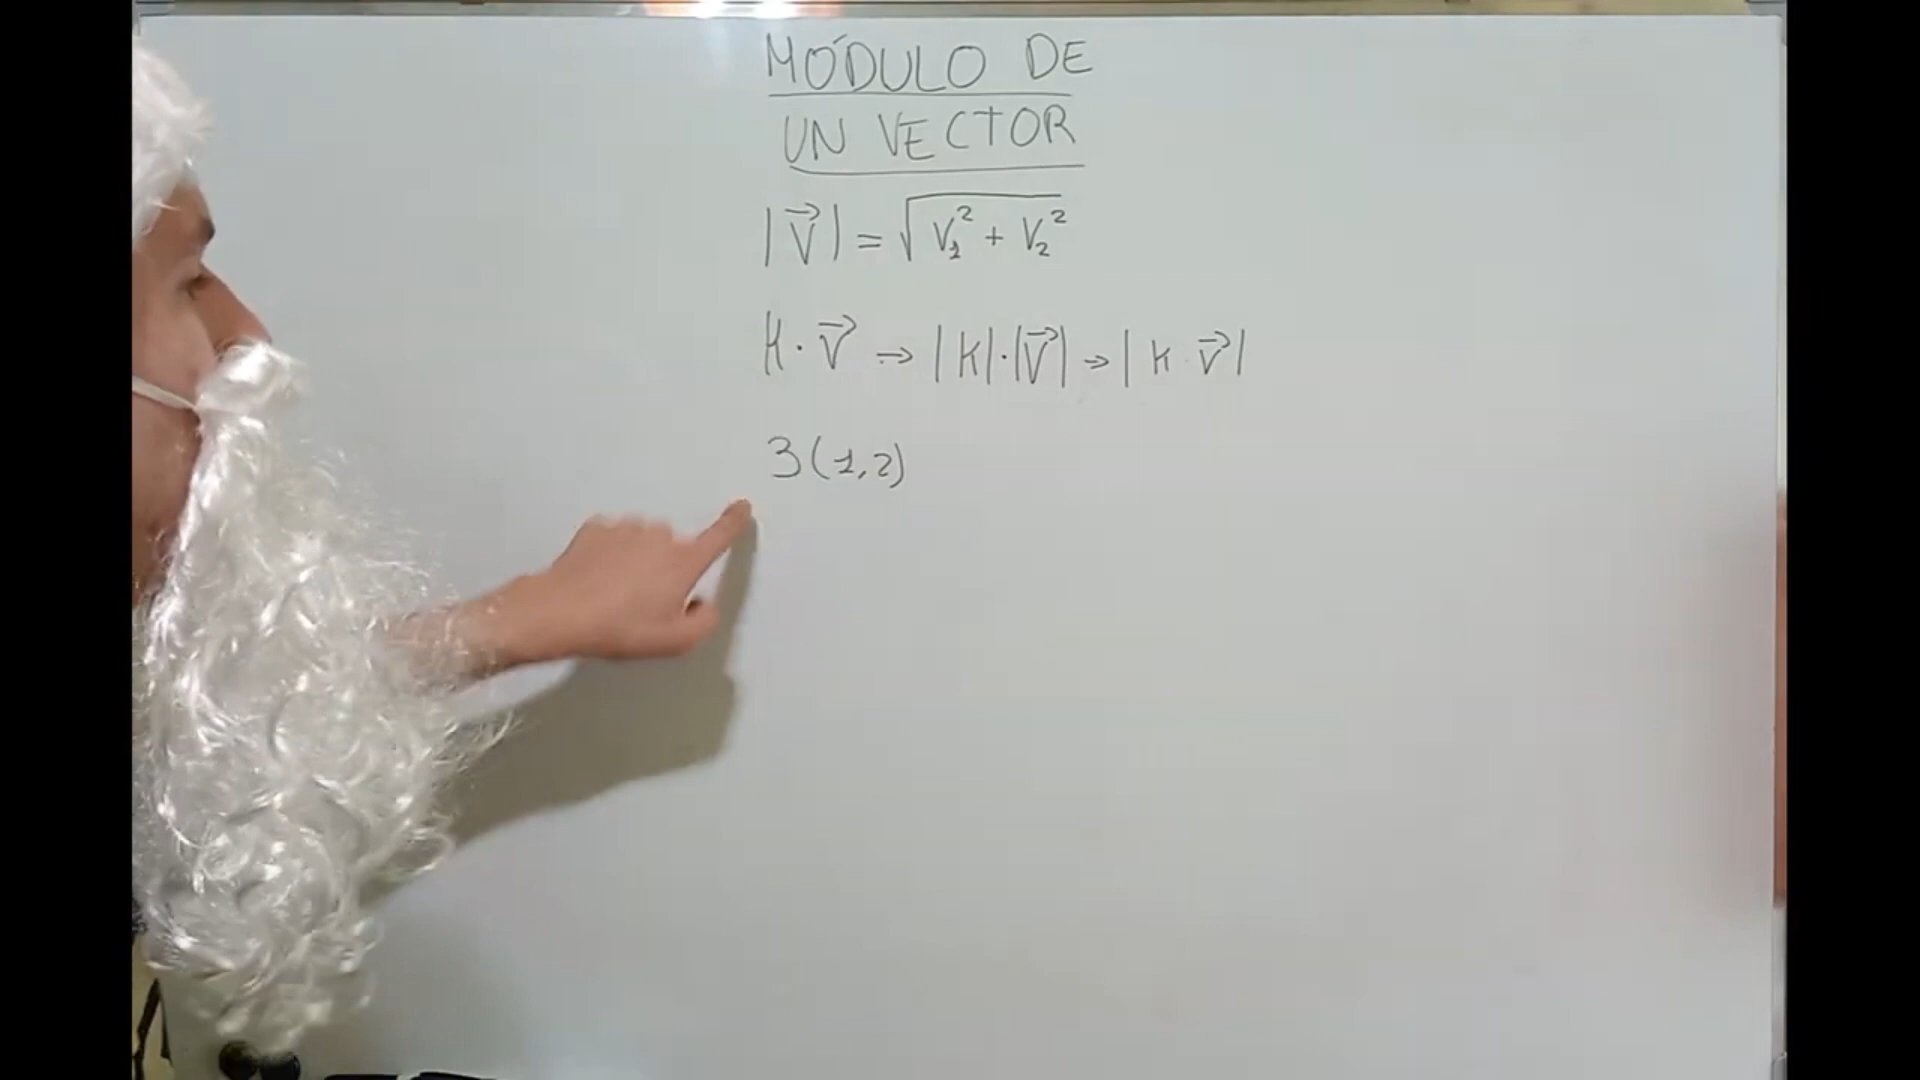 MÓDULO DE
UN VECTOR
|V⃗| = √(V₁² + V₂²)
K · V⃗ → |K| · |V⃗| → |K · V⃗|
3(1,2)